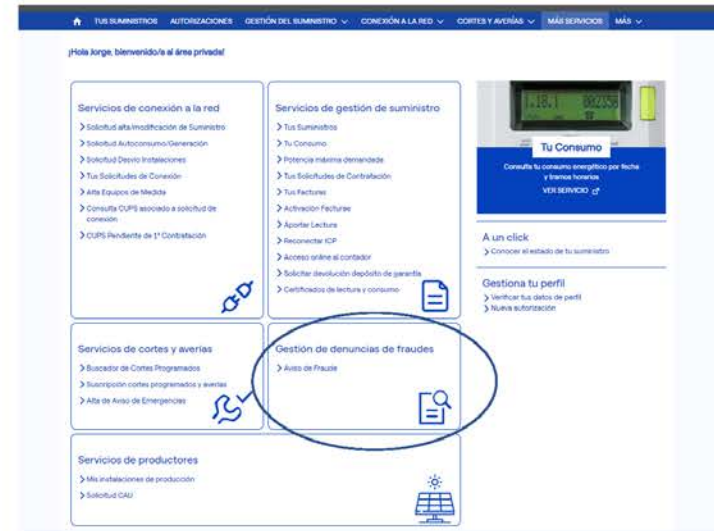 TUS SUMINISTROS AUTORIZACIONES GESTIÓN DEL SUMINISTRO CONEXIÓN A LA RED CORTES Y AVERÍAS MÁS SERVICIOS MÁS
¡Hola Jorge, bienvenido/a al área privada!
Servicios de conexión a la red
Solicitud alta/modificación de Suministro
Solicitud Autoconsumo/Generación
Solicitud Desvío Instalaciones
Tus Solicitudes de Conexión
Alta Equipos de Medida
Consulta CUPS asociado a solicitud de
conexión
CUPS Pendiente de 1ª Contratación
Servicios de gestión de suministro
Tus Suministros
Tu Consumo
Potencia máxima demandada
Tus Solicitudes de Contratación
Tus Facturas
Activación Facturae
Aportar Lectura
Reconectar ICP
Acceso online al contador
Solicitar devolución depósito de garantía
Certificados de lectura y consumo
1.18.1
Tu Consumo
Consulta tu consumo energético por fecha
y tramos horarios
VER SERVICIO
A un click
Conocer el estado de tu suministro
Gestiona tu perfil
Verificar tus datos de perfil
Nueva autorización
Servicios de cortes y averías
Buscador de Cortes Programados
Suscripción cortes programados y averías
Alta de Aviso de Emergencias
Gestión de denuncias de fraudes
Aviso de Fraude
Servicios de productores
Mis instalaciones de producción
Solicitud CAU